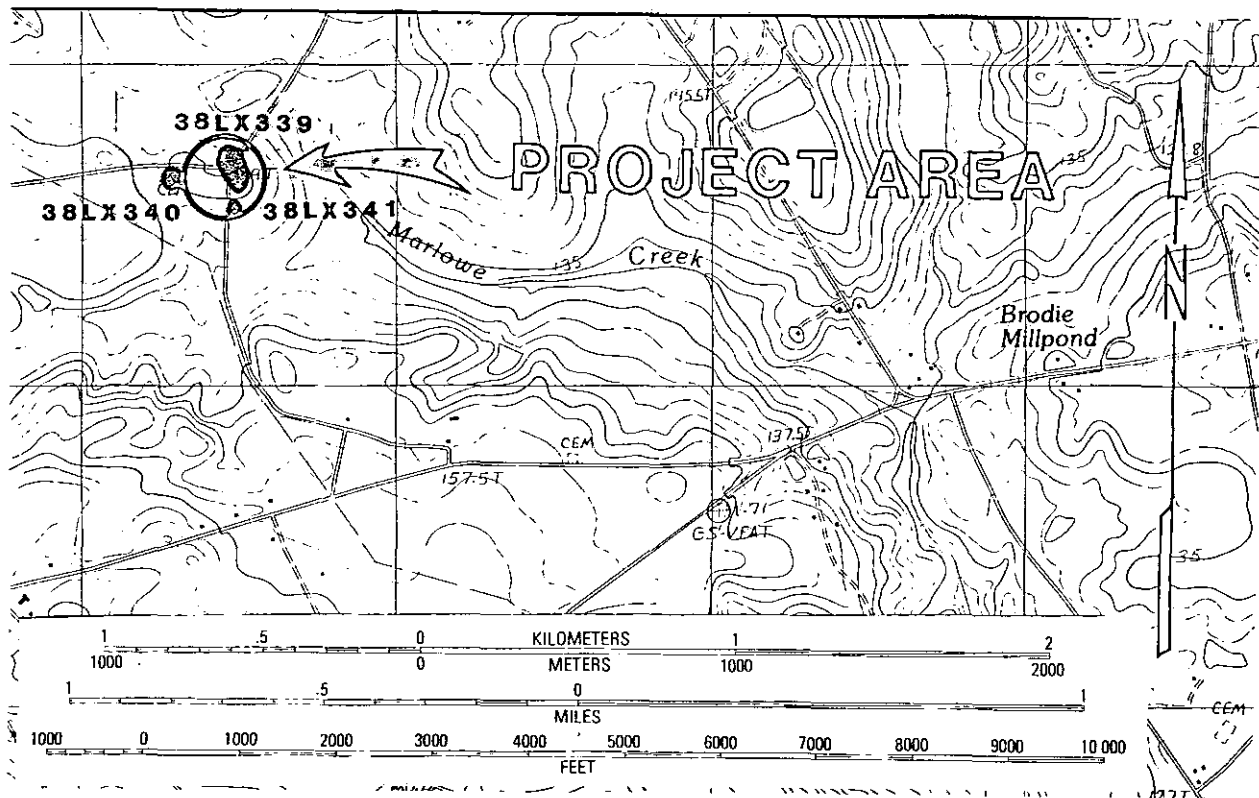 38LX339
PROJECT AREA
38LX340
38LX341
Marlowe Creek
135
135
Brodie
Millpond
N
CEM
137.5T
157.5T
CEM
1 .5 0 KILOMETERS 1 2
1000 0 METERS 1000 2000
1 .5 0 1
MILES
1000 0 1000 2000 3000 4000 5000 6000 7000 8000 9000 10 000
FEET